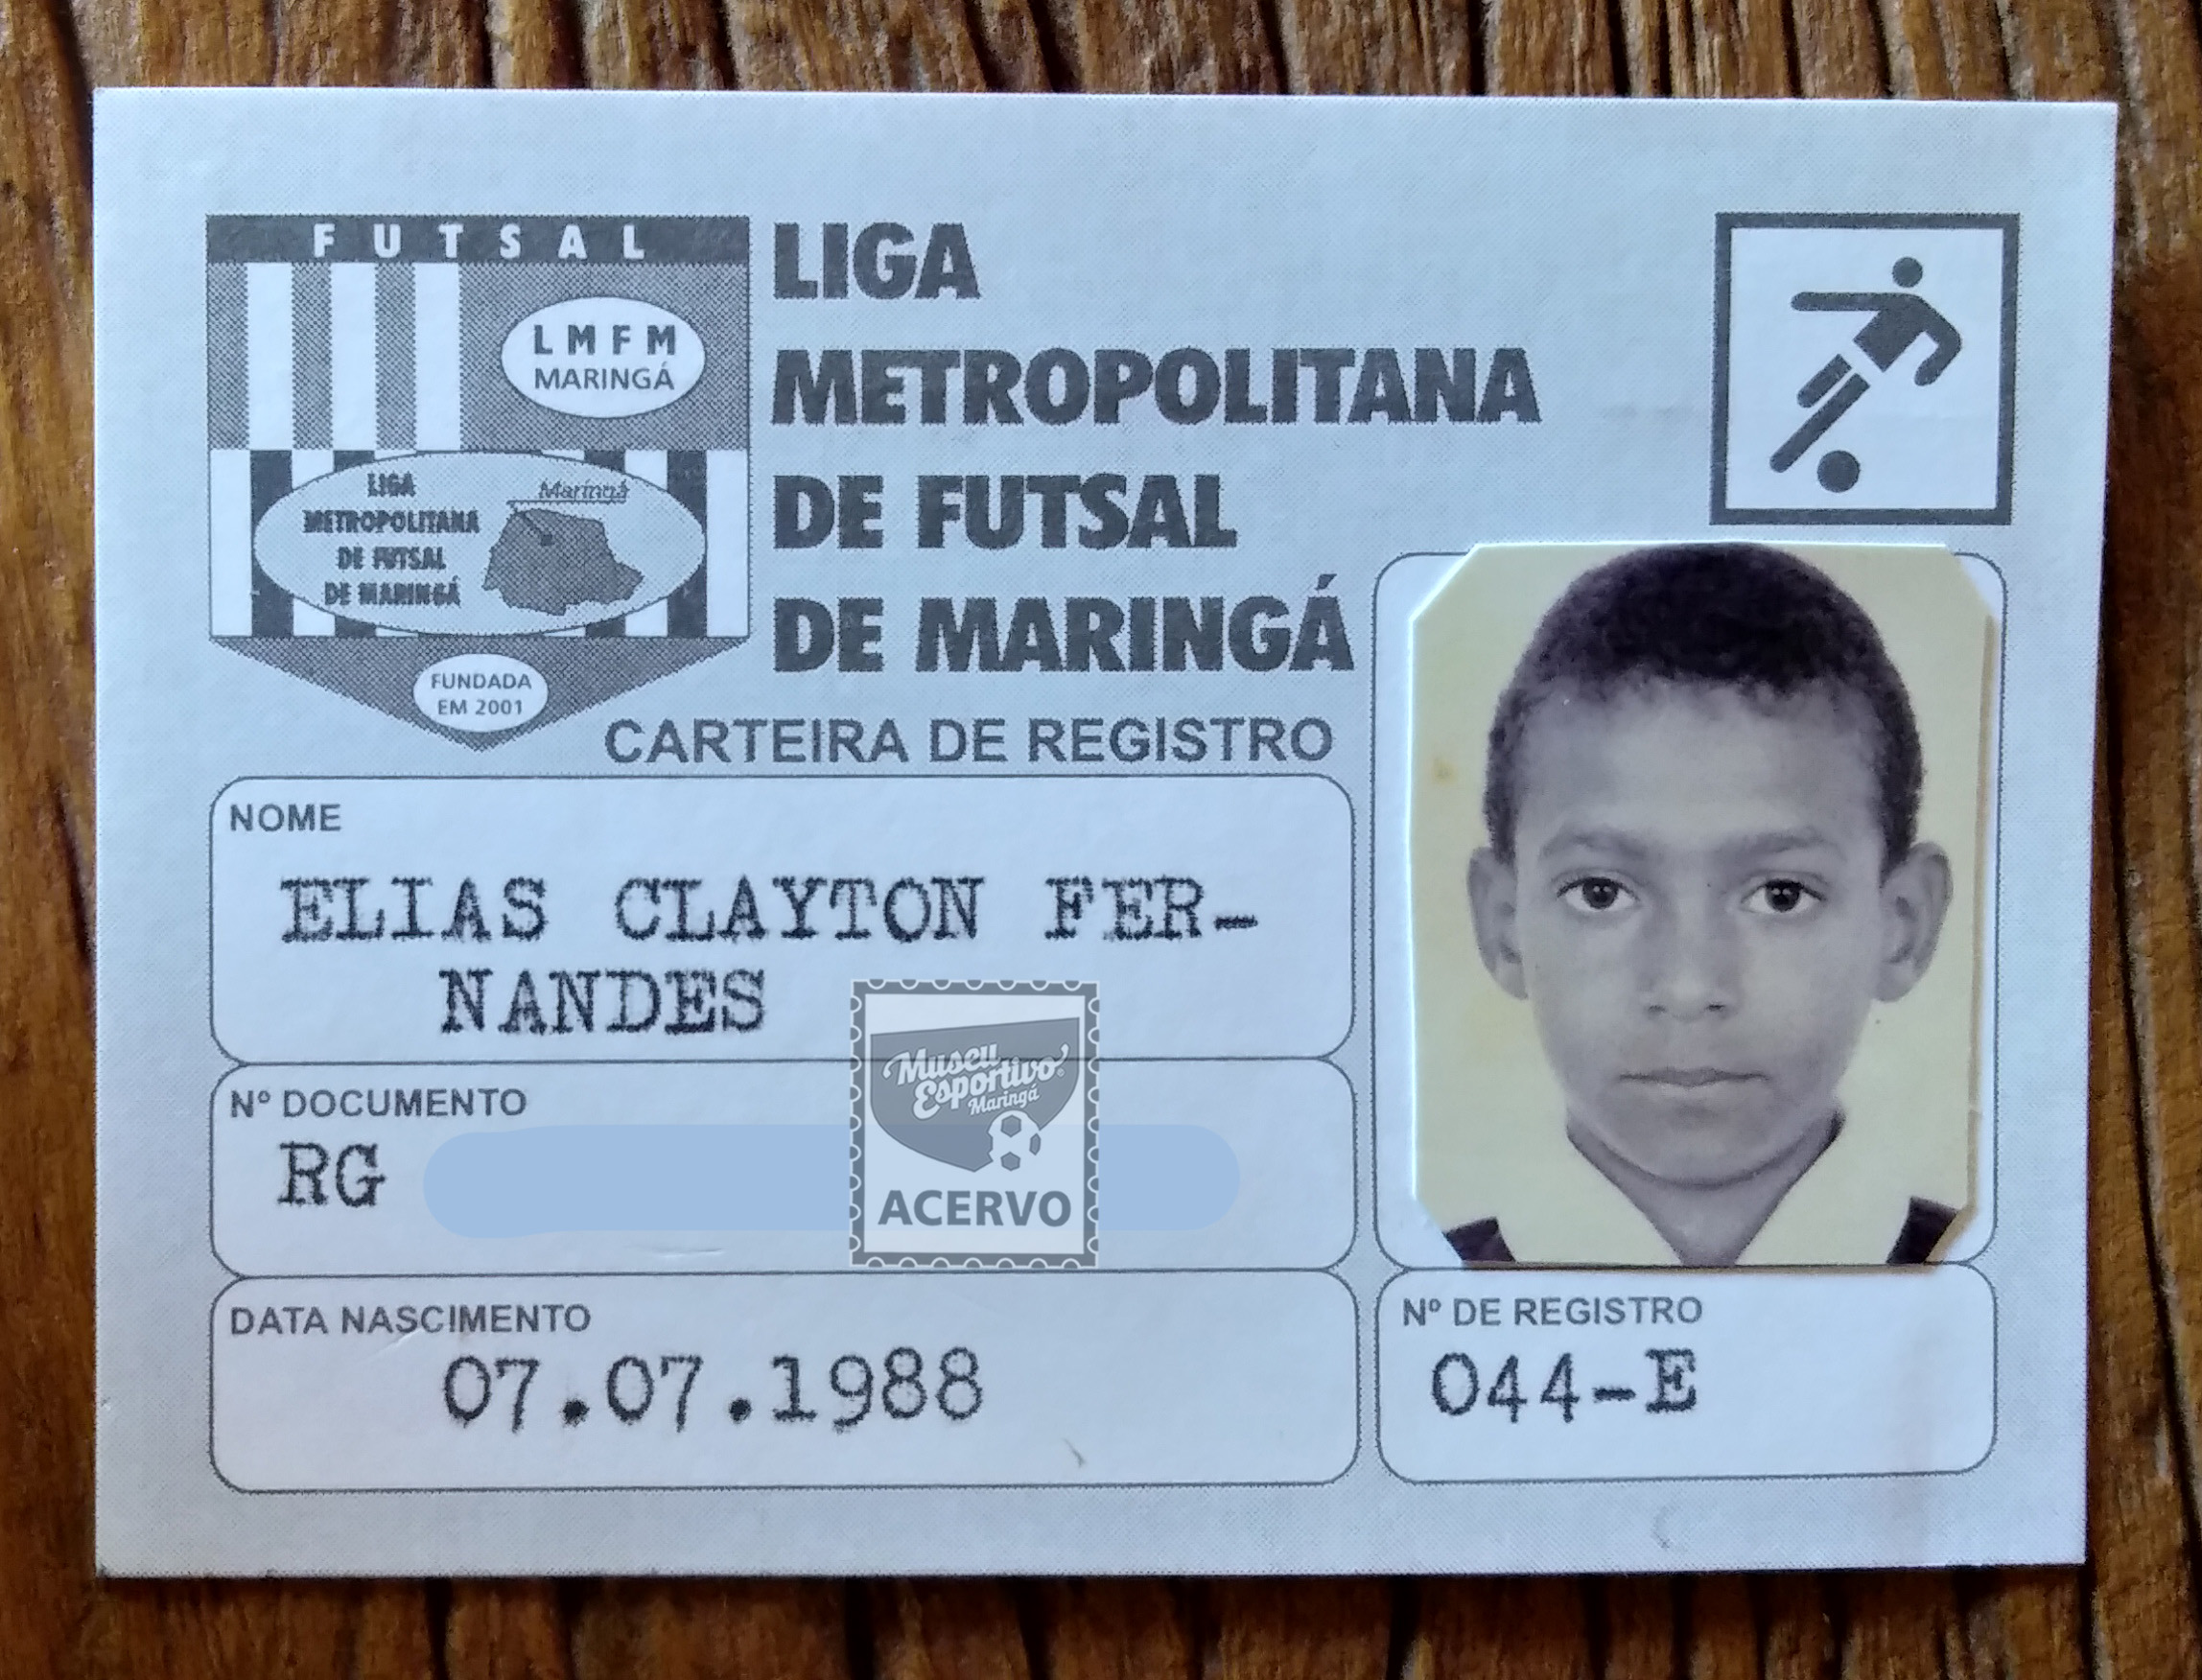 FUTSAL
LMFM
MARINGÁ
LIGA
METROPOLITANA
DE FUTSAL
DE MARINGÁ
Maringá
FUNDADA
EM 2001
LIGA
METROPOLITANA
DE FUTSAL
DE MARINGÁ
CARTEIRA DE REGISTRO
NOME
ELIAS CLAYTON FER-
NANDES
Nº DOCUMENTO
RG
Museu
Esportivo
Maringá
ACERVO
DATA NASCIMENTO
07.07.1988
Nº DE REGISTRO
044-E